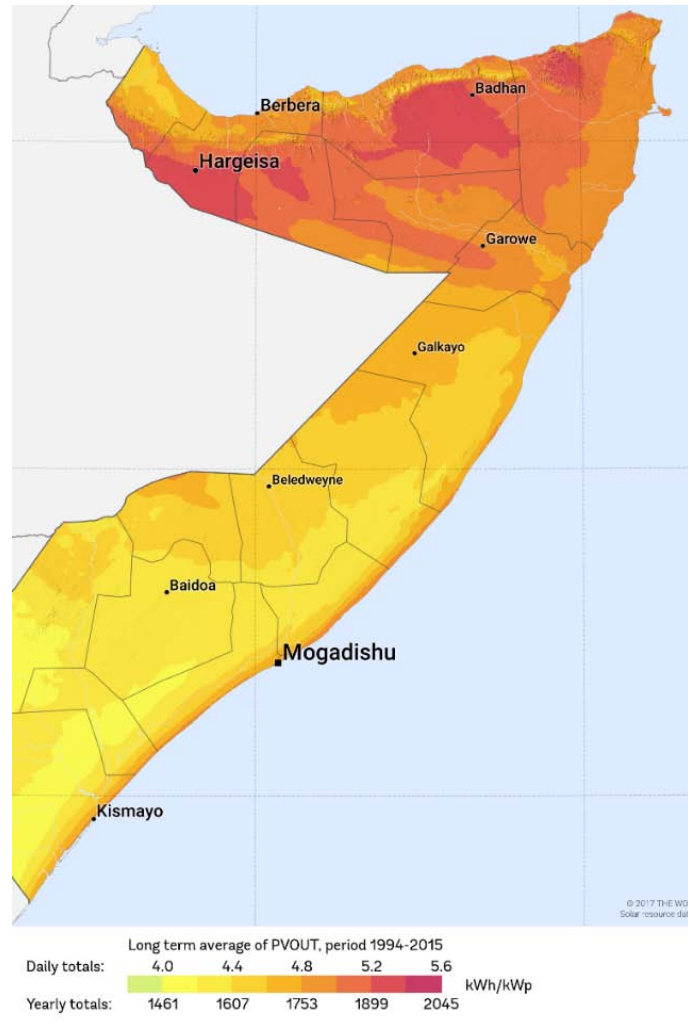 Berbera
Badhan
Hargeisa
Garowe
Galkayo
Beledweyne
Baidoa
Mogadishu
Kismayo
© 2017 THE WO
Solar resource dat
Long term average of PVOUT, period 1994-2015
Daily totals: 4.0 4.4 4.8 5.2 5.6 kWh/kWp
Yearly totals: 1461 1607 1753 1899 2045